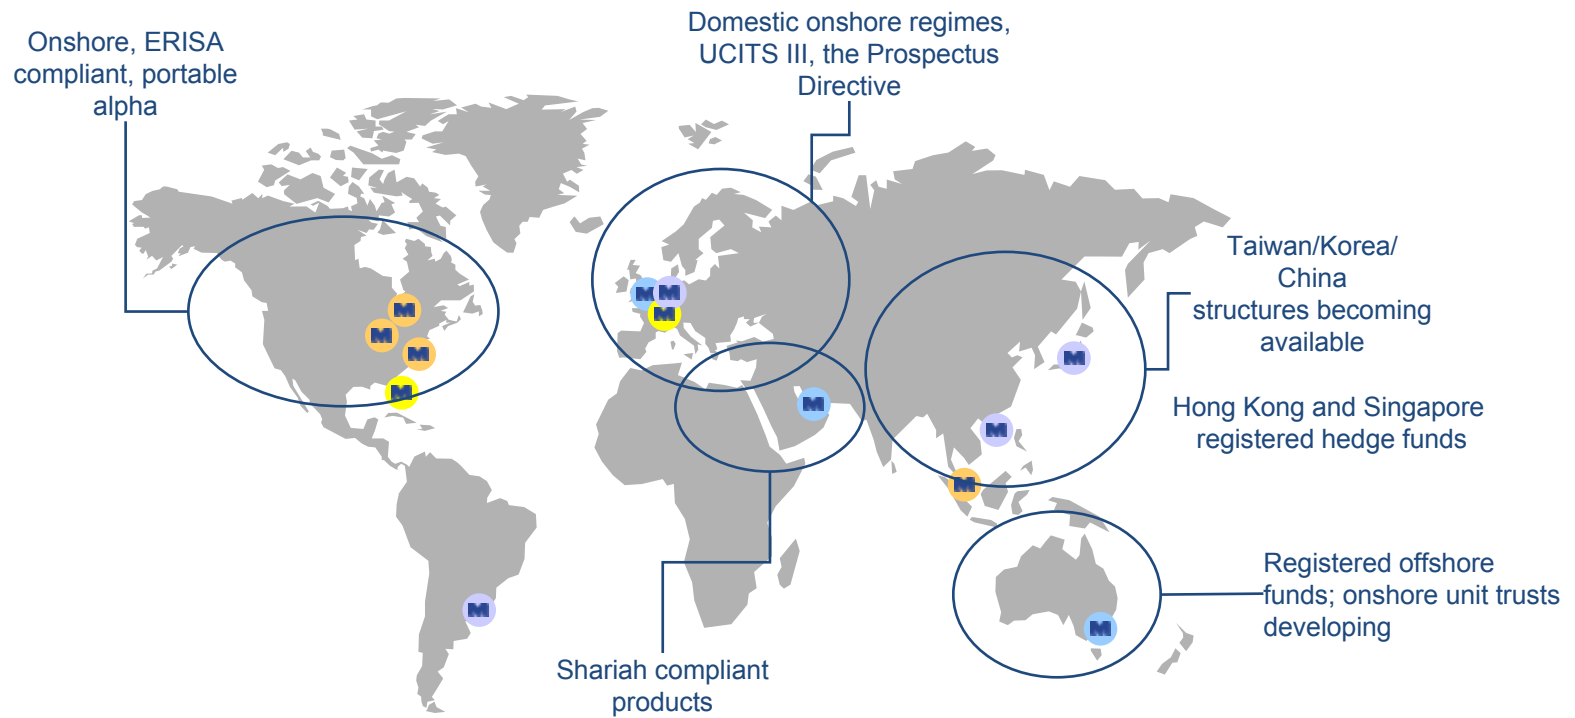 Onshore, ERISA
compliant, portable
alpha
Domestic onshore regimes,
UCITS III, the Prospectus
Directive
Taiwan/Korea/
China
structures becoming
available
Hong Kong and Singapore
registered hedge funds
Registered offshore
funds; onshore unit trusts
developing
Shariah compliant
products
M
M
M
M
M
M
M
M
M
M
M
M
M